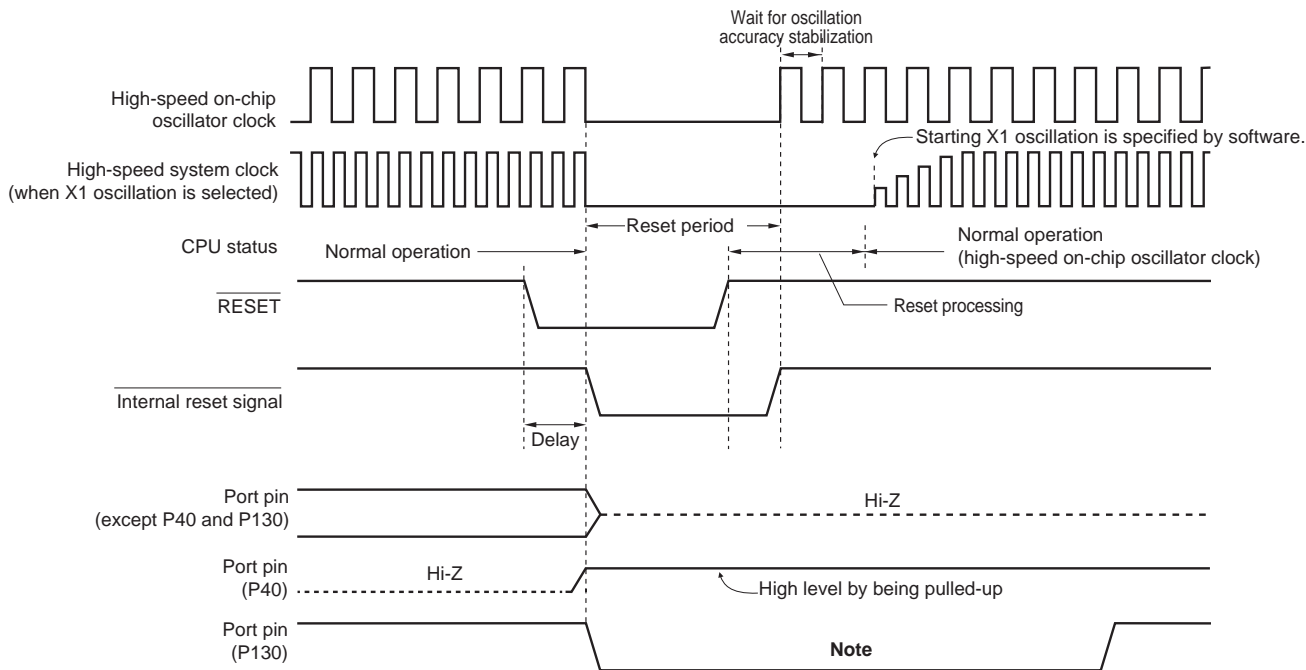 Wait for oscillation
accuracy stabilization
High-speed on-chip
oscillator clock
Starting X1 oscillation is specified by software.
High-speed system clock
(when X1 oscillation is selected)
Reset period
CPU status
Normal operation
Normal operation
(high-speed on-chip oscillator clock)
RESET
Reset processing
Internal reset signal
Delay
Port pin
(except P40 and P130)
Hi-Z
Port pin
(P40)
Hi-Z
High level by being pulled-up
Port pin
(P130)
Note